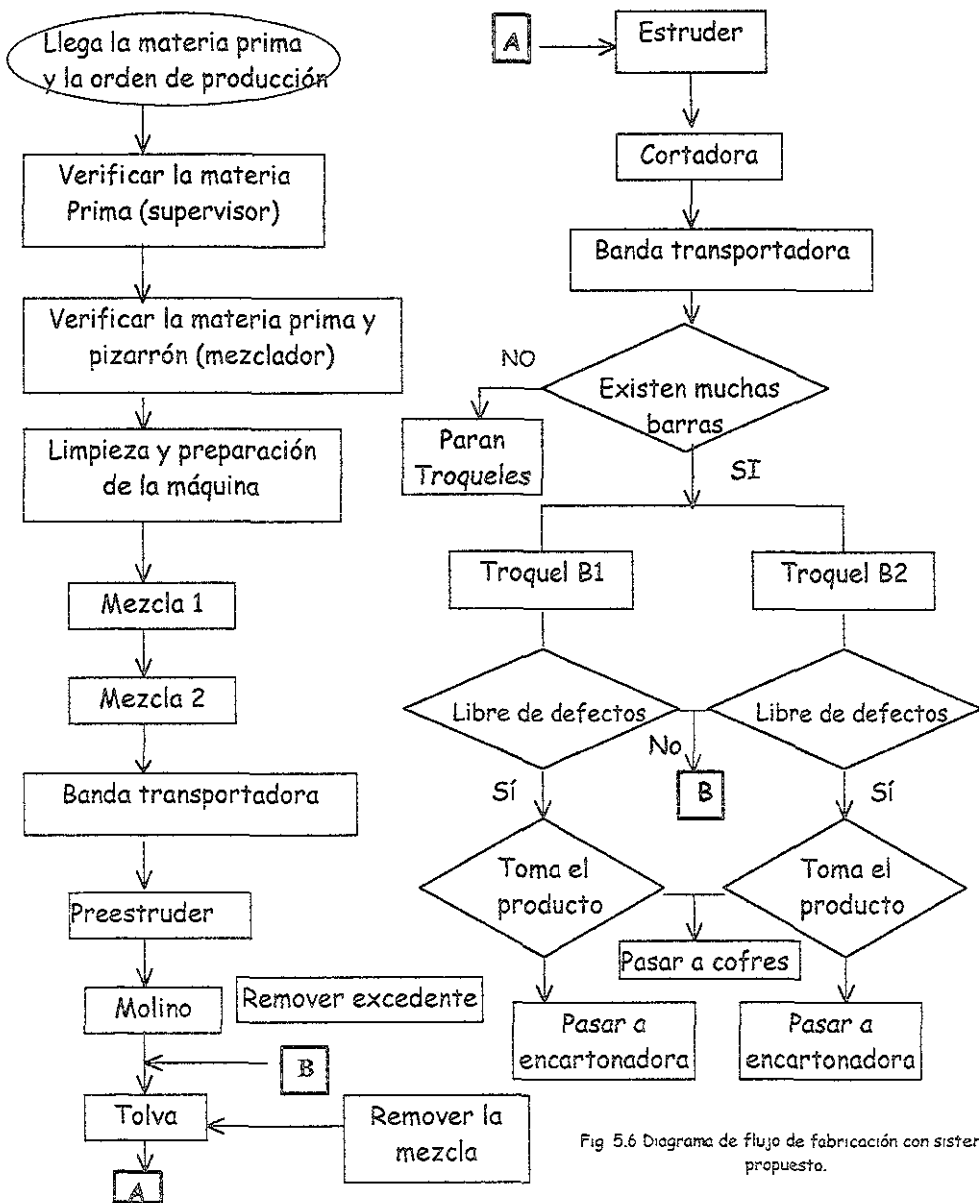 Llega la materia prima
y la orden de producción
Verificar la materia
Prima (supervisor)
Verificar la materia prima y
pizarrón (mezclador)
Limpieza y preparación
de la máquina
Mezcla 1
Mezcla 2
Banda transportadora
Preestruder
Molino
Remover excedente
B
Tolva
Remover la
mezcla
A
A
Estruder
Cortadora
Banda transportadora
Existen muchas
barras
NO
Paran
Troqueles
SI
Troquel B1
Troquel B2
Libre de defectos
Libre de defectos
No
B
Sí
Sí
Toma el
producto
Toma el
producto
Pasar a cofres
Pasar a
encartonadora
Pasar a
encartonadora
Fig 5.6 Diagrama de flujo de fabricación con sister
propuesto.